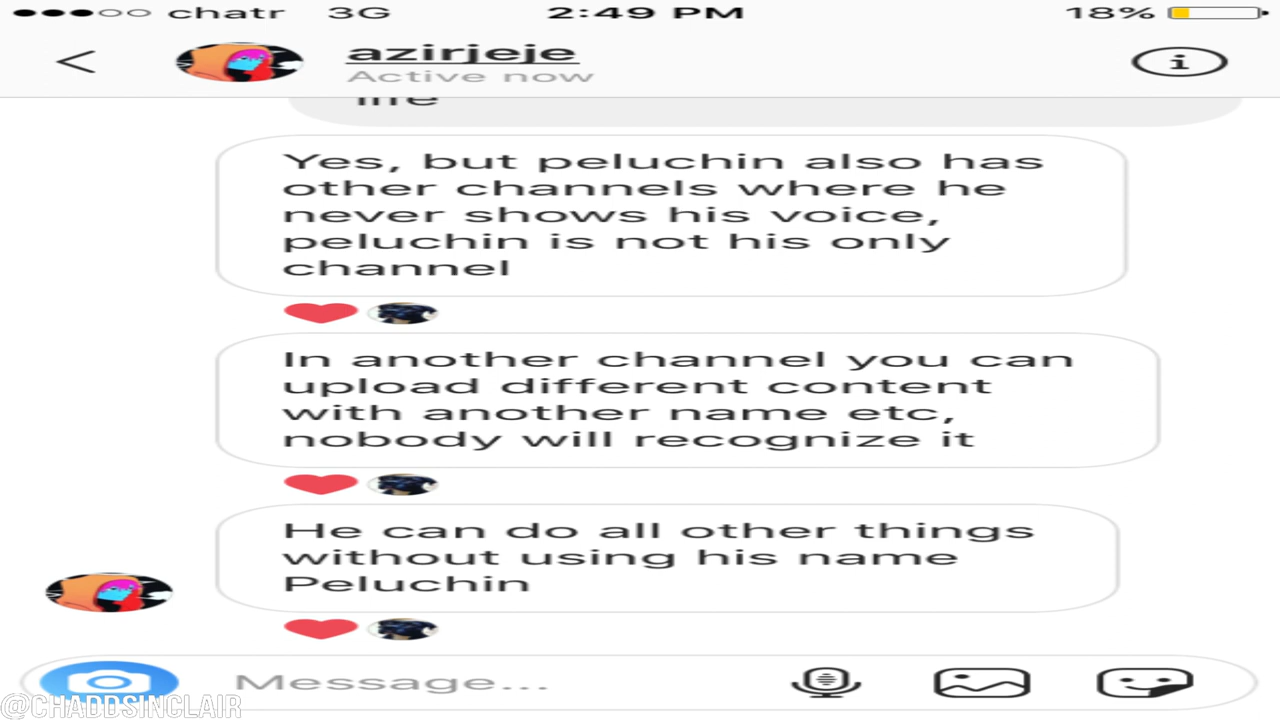 chatr 3G 2:49 PM 18%
azirjeje
Active now
life
Yes, but peluchin also has
other channels where he
never shows his voice,
peluchin is not his only
channel
In another channel you can
upload different content
with another name etc,
nobody will recognize it
He can do all other things
without using his name
Peluchin
Message...
@CHADDSINCLAIR